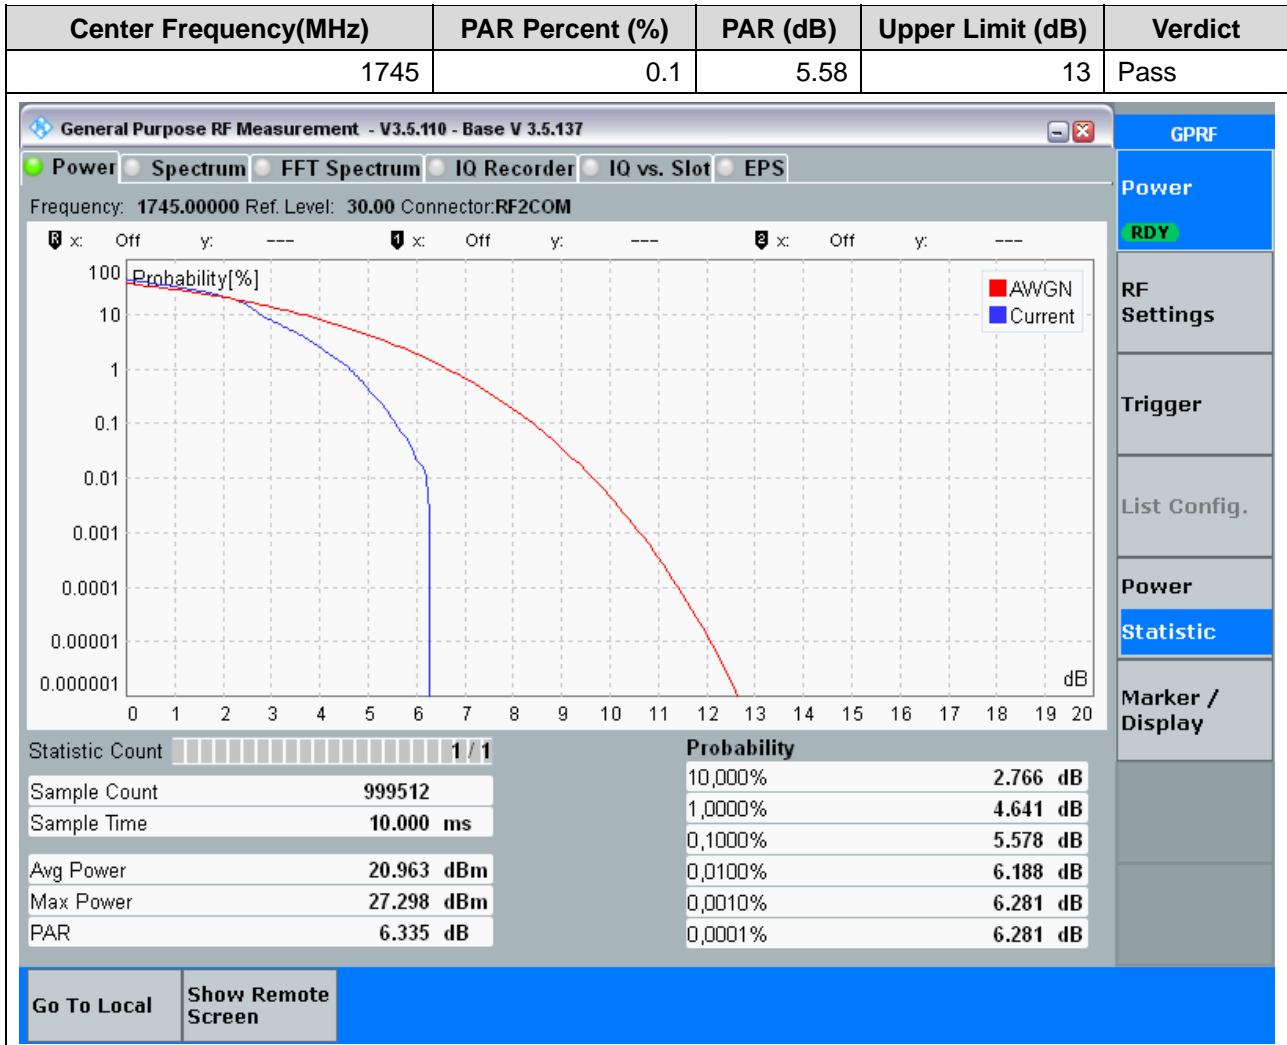 Center Frequency(MHz) PAR Percent (%) PAR (dB) Upper Limit (dB) Verdict
1745 0.1 5.58 13 Pass
General Purpose RF Measurement - V3.5.110 - Base V 3.5.137
GPRF
Power Spectrum FFT Spectrum IQ Recorder IQ vs. Slot EPS
Frequency: 1745.00000 Ref. Level: 30.00 Connector:RF2COM
R x: Off y: --- 1 x: Off y: --- 2 x: Off y: ---
Probability[%]
AWGN
Current
100
10
1
0.1
0.01
0.001
0.0001
0.00001
0.000001
dB
0 1 2 3 4 5 6 7 8 9 10 11 12 13 14 15 16 17 18 19 20
Statistic Count 1 / 1
Sample Count 999512
Sample Time 10.000 ms
Avg Power 20.963 dBm
Max Power 27.298 dBm
PAR 6.335 dB
Probability
10,000% 2.766 dB
1,0000% 4.641 dB
0,1000% 5.578 dB
0,0100% 6.188 dB
0,0010% 6.281 dB
0,0001% 6.281 dB
Power
RDY
RF
Settings
Trigger
List Config.
Power
Statistic
Marker /
Display
Go To Local
Show Remote
Screen